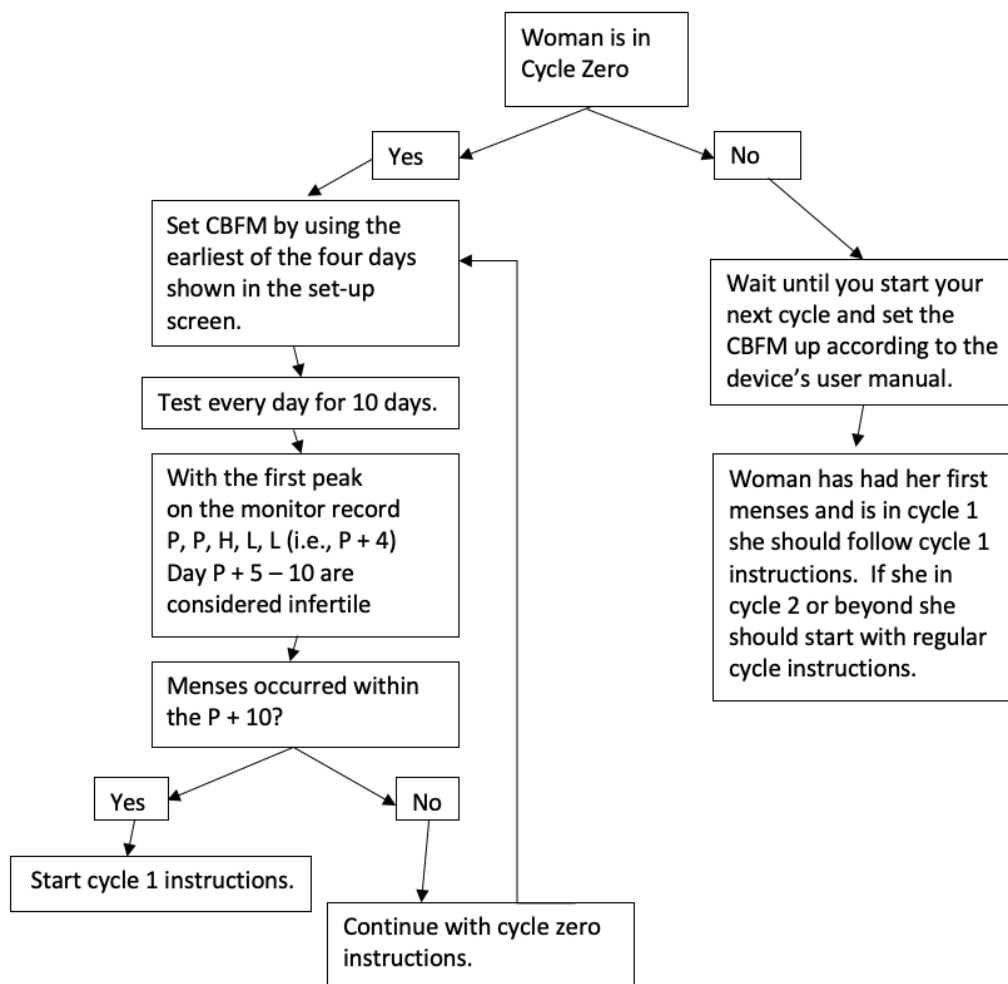 Woman is in
Cycle Zero
Yes
No
Set CBFM by using the
earliest of the four days
shown in the set-up
screen.
Wait until you start your
next cycle and set the
CBFM up according to the
device’s user manual.
Test every day for 10 days.
With the first peak
on the monitor record
P, P, H, L, L (i.e., P + 4)
Day P + 5 – 10 are
considered infertile
Woman has had her first
menses and is in cycle 1
she should follow cycle 1
instructions.  If she in
cycle 2 or beyond she
should start with regular
cycle instructions.
Menses occurred within
the P + 10?
Yes
No
Start cycle 1 instructions.
Continue with cycle zero
instructions.